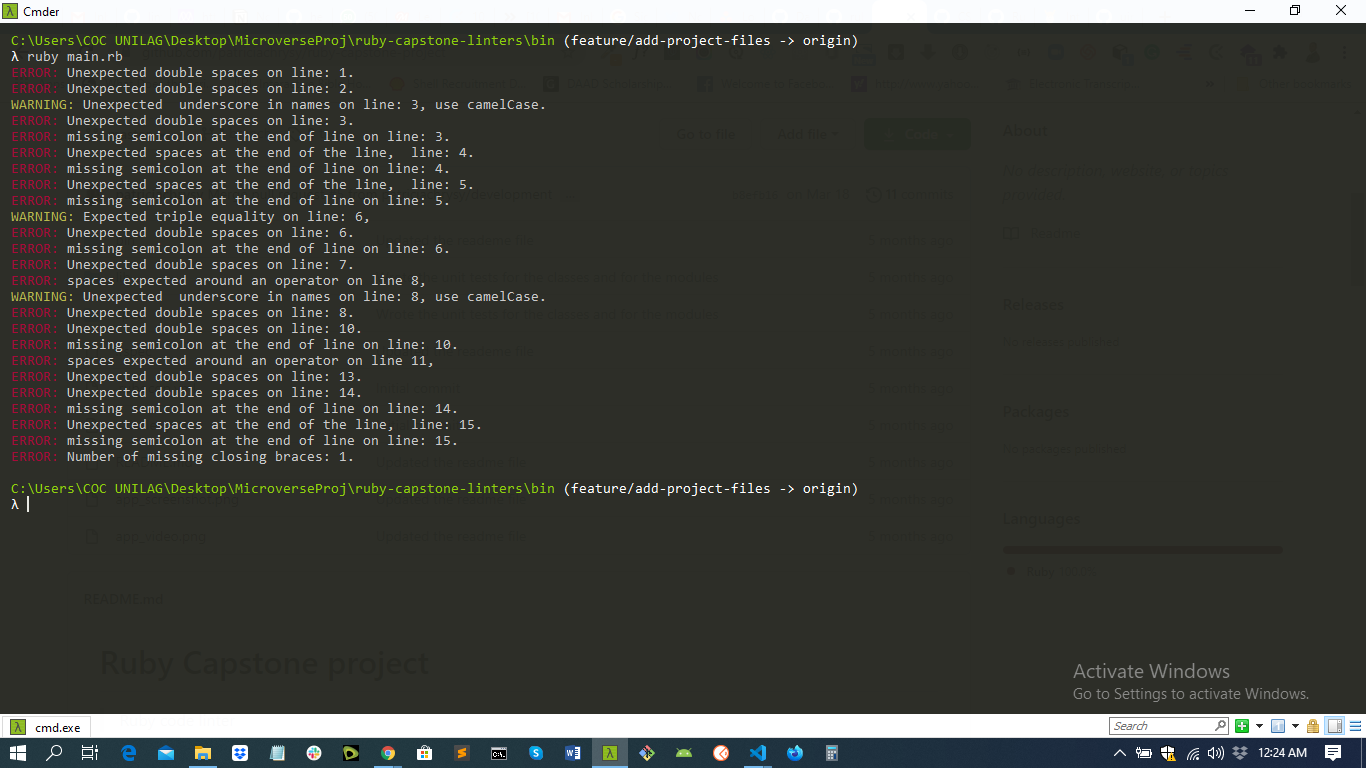 Cmder
C:\Users\COC UNILAG\Desktop\MicroverseProj\ruby-capstone-linters\bin (feature/add-project-files -> origin)
λ ruby main.rb
ERROR: Unexpected double spaces on line: 1.
ERROR: Unexpected double spaces on line: 2.
WARNING: Unexpected  underscore in names on line: 3, use camelCase.
ERROR: Unexpected double spaces on line: 3.
ERROR: missing semicolon at the end of line on line: 3.
ERROR: Unexpected spaces at the end of the line,  line: 4.
ERROR: missing semicolon at the end of line on line: 4.
ERROR: Unexpected spaces at the end of the line,  line: 5.
ERROR: missing semicolon at the end of line on line: 5.
WARNING: Expected triple equality on line: 6,
ERROR: Unexpected double spaces on line: 6.
ERROR: missing semicolon at the end of line on line: 6.
ERROR: Unexpected double spaces on line: 7.
ERROR: spaces expected around an operator on line 8,
WARNING: Unexpected  underscore in names on line: 8, use camelCase.
ERROR: Unexpected double spaces on line: 8.
ERROR: Unexpected double spaces on line: 10.
ERROR: missing semicolon at the end of line on line: 10.
ERROR: spaces expected around an operator on line 11,
ERROR: Unexpected double spaces on line: 13.
ERROR: Unexpected double spaces on line: 14.
ERROR: missing semicolon at the end of line on line: 14.
ERROR: Unexpected spaces at the end of the line,  line: 15.
ERROR: missing semicolon at the end of line on line: 15.
ERROR: Number of missing closing braces: 1.
C:\Users\COC UNILAG\Desktop\MicroverseProj\ruby-capstone-linters\bin (feature/add-project-files -> origin)
λ
Go to file Add file
About
Releases
Packages
Languages
README.md
Ruby Capstone project
Activate Windows
Go to Settings to activate Windows.
cmd.exe
Search
12:24 AM